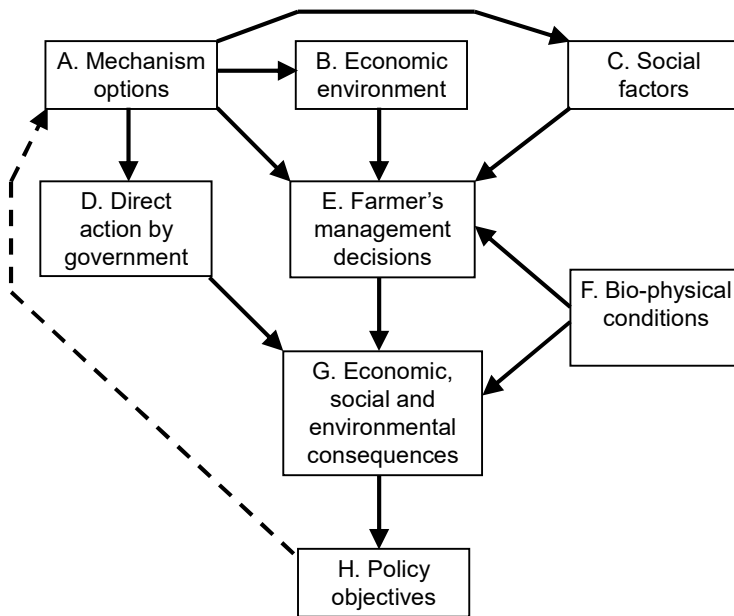 A. Mechanism
options
B. Economic
environment
C. Social
factors
D. Direct
action by
government
E. Farmer’s
management
decisions
F. Bio-physical
conditions
G. Economic,
social and
environmental
consequences
H. Policy
objectives